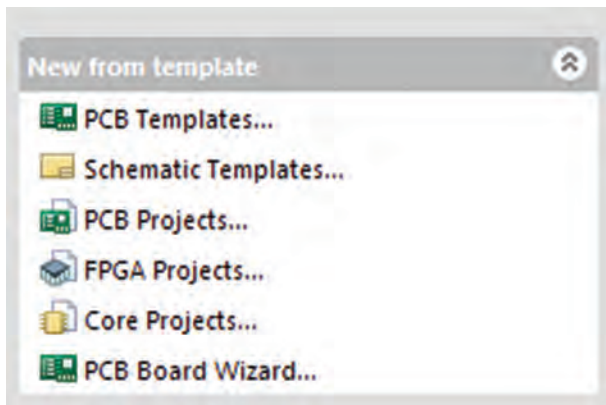 New from template
PCB Templates...
Schematic Templates...
PCB Projects...
FPGA Projects...
Core Projects...
PCB Board Wizard...